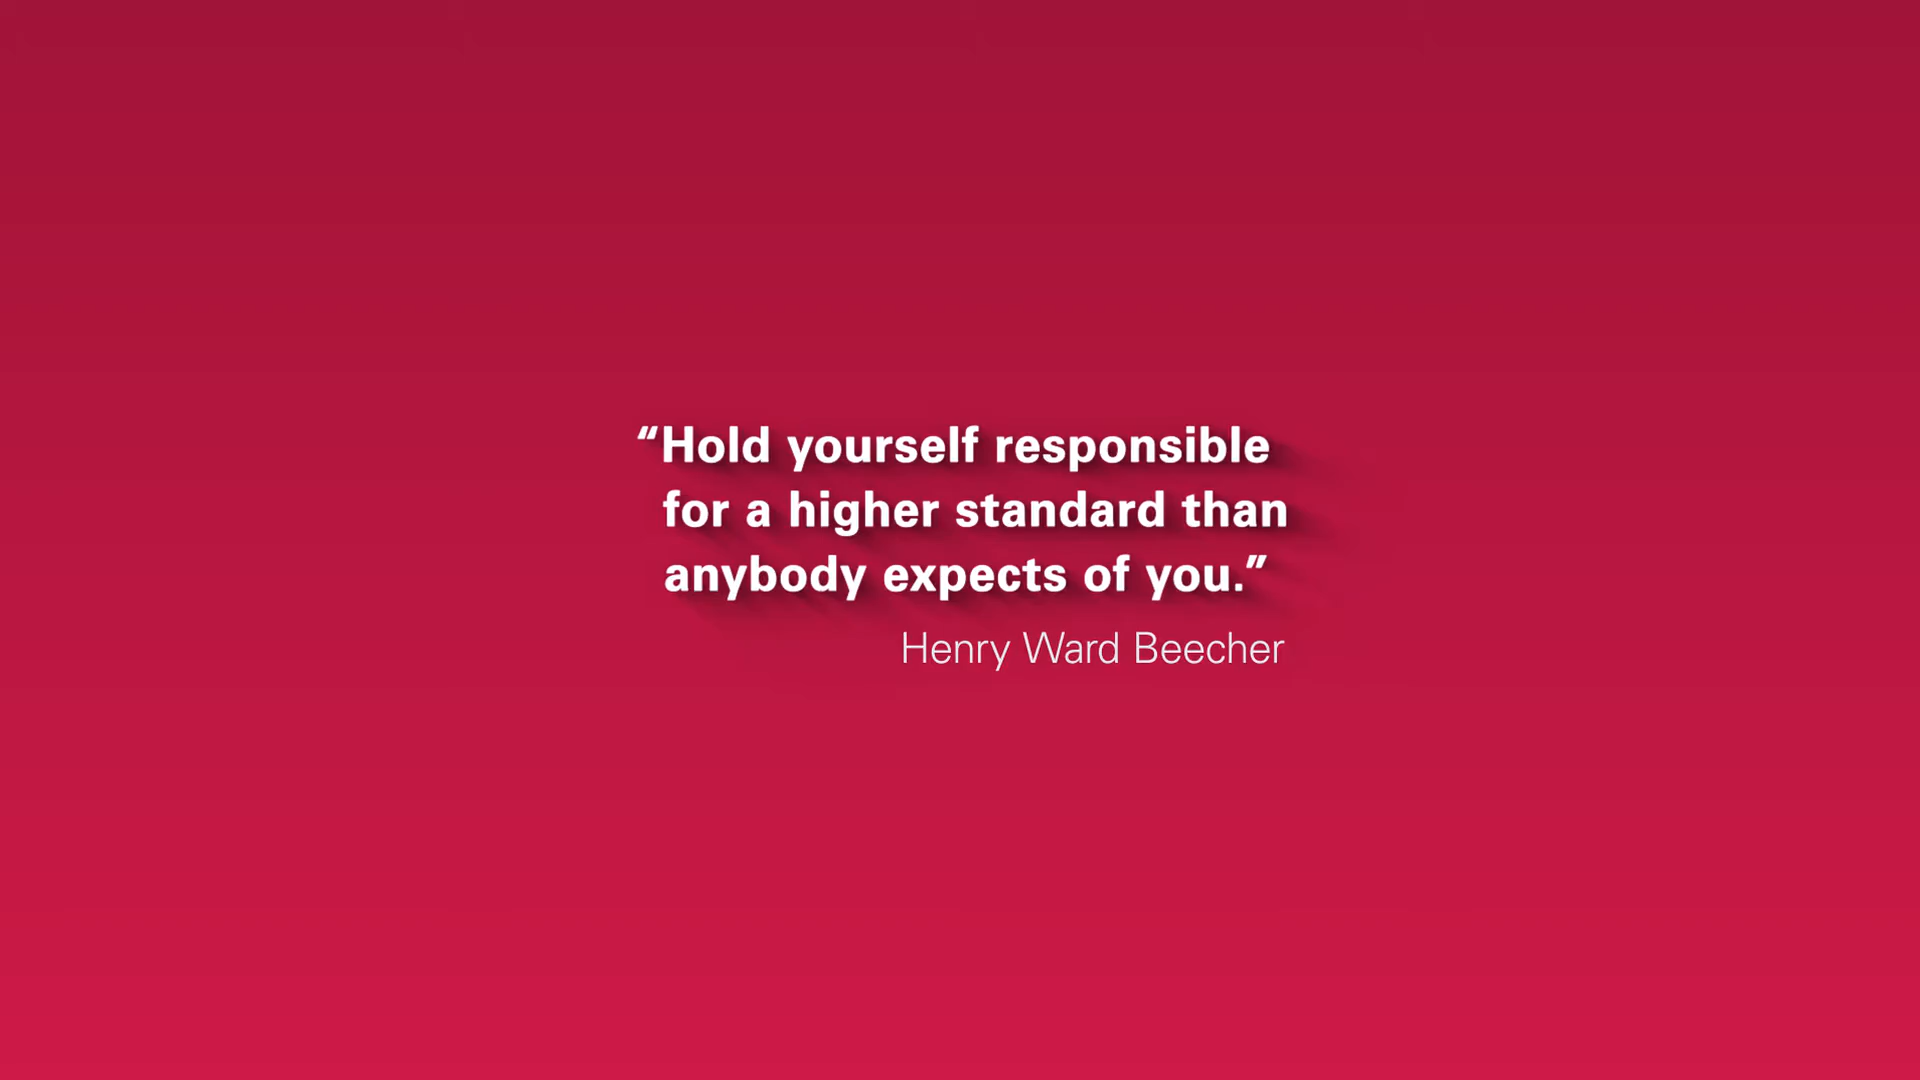 “Hold yourself responsible
for a higher standard than
anybody expects of you.”
Henry Ward Beecher